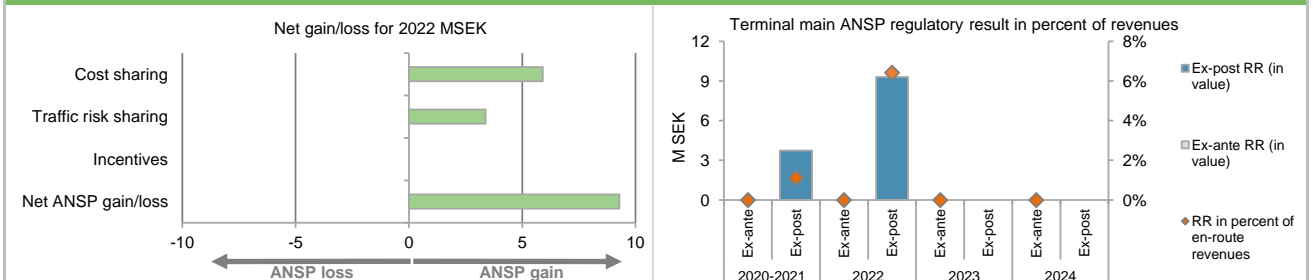 Net gain/loss for 2022 MSEK
Cost sharing
Traffic risk sharing
Incentives
Net ANSP gain/loss
-10 -5 0 5 10
ANSP loss ANSP gain
Terminal main ANSP regulatory result in percent of revenues
12 8%
9 6%
6 4%
3 2%
0 0%
M SEK
Ex-ante Ex-post Ex-ante Ex-post Ex-ante Ex-post Ex-ante Ex-post
2020-2021 2022 2023 2024
Ex-post RR (in
value)
Ex-ante RR (in
value)
RR in percent of
en-route
revenues